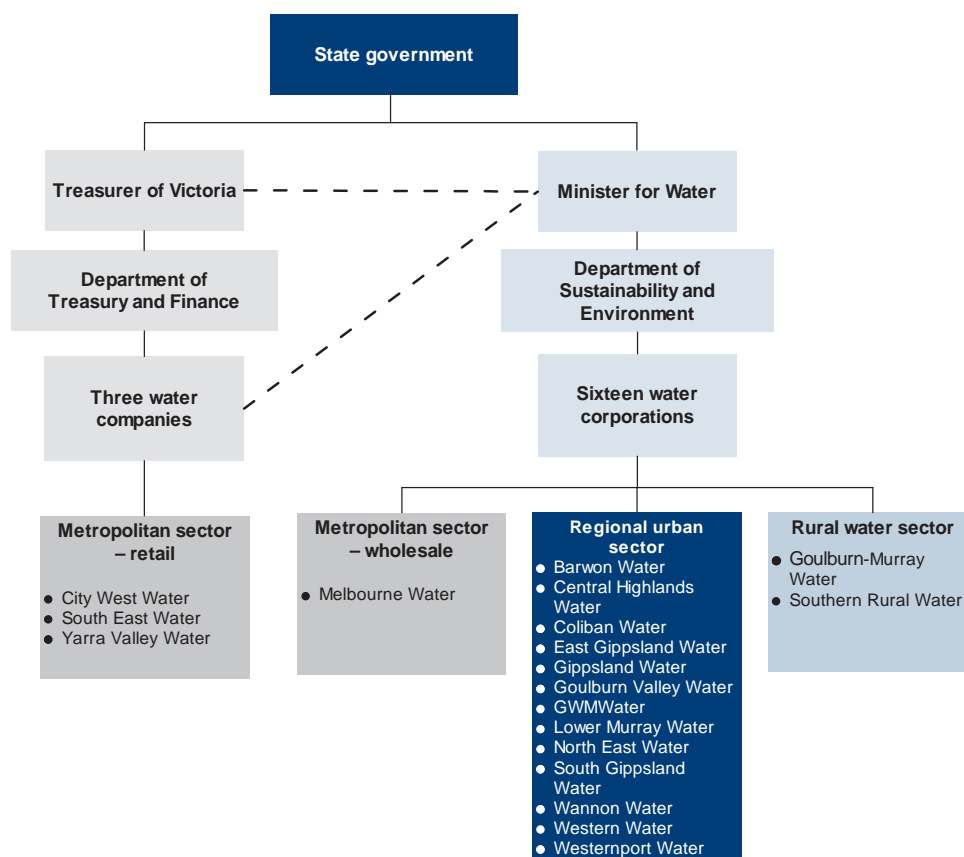 State government
Treasurer of Victoria
Minister for Water
Department of
Treasury and Finance
Department of
Sustainability and
Environment
Three water
companies
Sixteen water
corporations
Metropolitan sector
– retail
● City West Water
● South East Water
● Yarra Valley Water
Metropolitan sector
– wholesale
● Melbourne Water
Regional urban
sector
● Barwon Water
● Central Highlands
Water
● Coliban Water
● East Gippsland Water
● Gippsland Water
● Goulburn Valley Water
● GWMWater
● Lower Murray Water
● North East Water
● South Gippsland
Water
● Wannon Water
● Western Water
● Westernport Water
Rural water sector
● Goulburn-Murray
Water
● Southern Rural Water